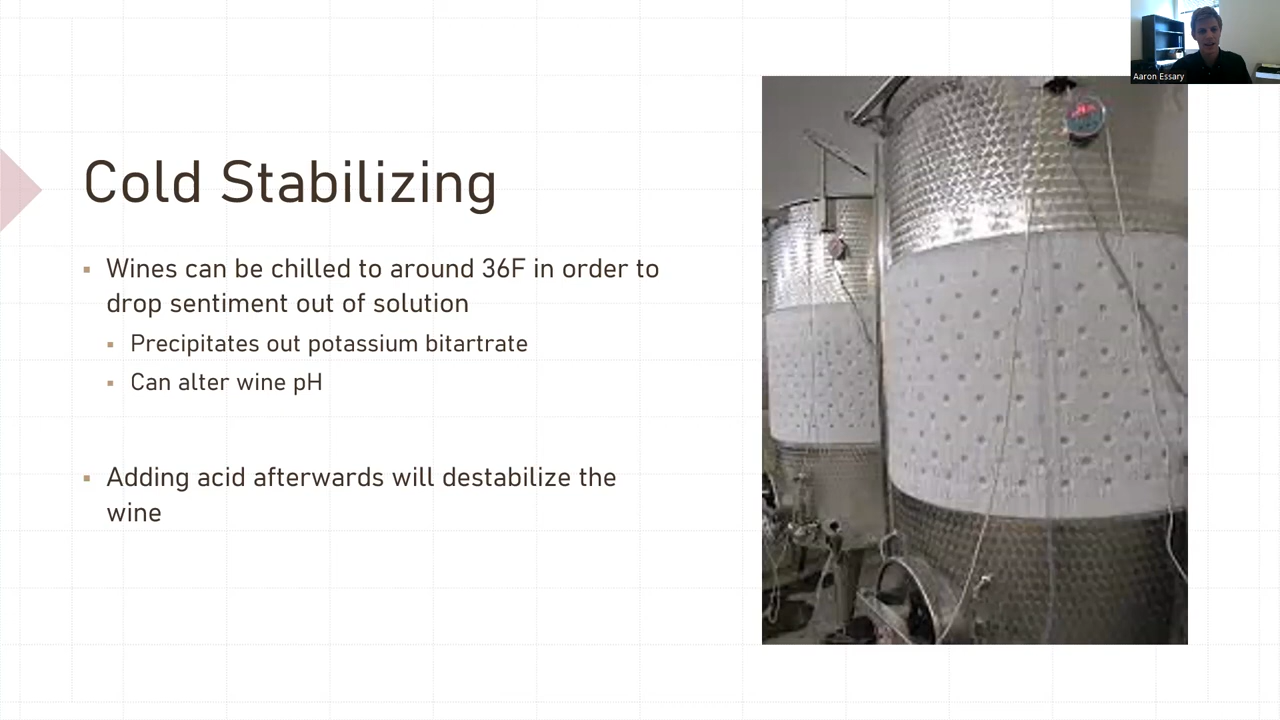 Aaron Essary
Cold Stabilizing
Wines can be chilled to around 36F in order to
drop sentiment out of solution
Precipitates out potassium bitartrate
Can alter wine pH
Adding acid afterwards will destabilize the
wine